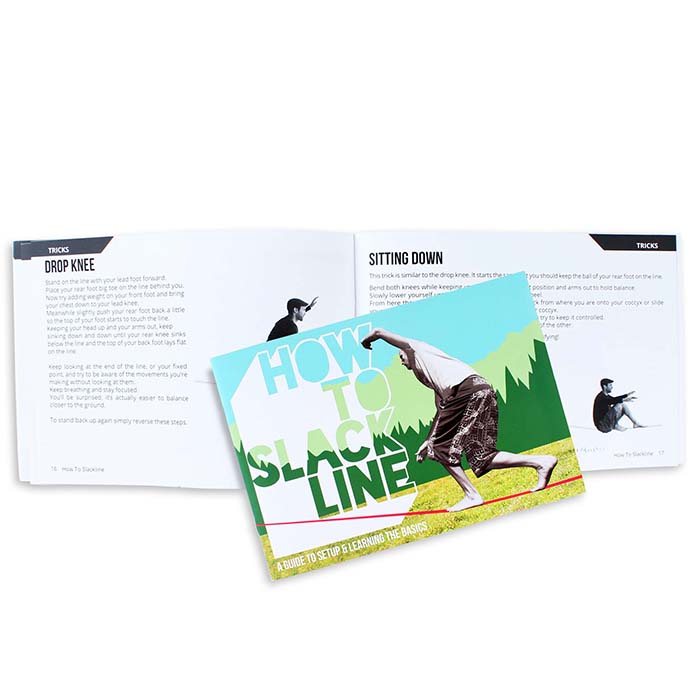 TRICKS
DROP KNEE
Stand on the line with your lead foot forward.
Place your rear foot big toe on the line behind you.
Now try adding weight on your front foot and bring
your chest down to your lead knee.
Meanwhile slightly push your rear foot back a little
so the top of your foot starts to touch the line.
Keeping your head up and your arms out, keep
sinking down and down until your rear knee sinks
below the line and the top of your back foot lays flat
on the line.
Keep looking at the end of the line, or your fixed
point, and try to be aware of the movements you're
making without looking at them.
Keep breathing and stay focused.
You'll be surprised, it's actually easier to balance
closer to the ground.
To stand back up again simply reverse these steps.
16 How To Slackline
TRICKS
SITTING DOWN
This trick is similar to the drop knee. It starts the you should keep the ball of your rear foot on the line.
Bend both knees while keeping position and arms out to hold balance.
Slowly lower yourself heel.
From here back from where you are onto your coccyx or slide
coccyx.
try to keep it controlled.
of the other.
How To Slackline 17
HOW
TO
SLACK
LINE
A GUIDE TO SETUP & LEARNING THE BASICS